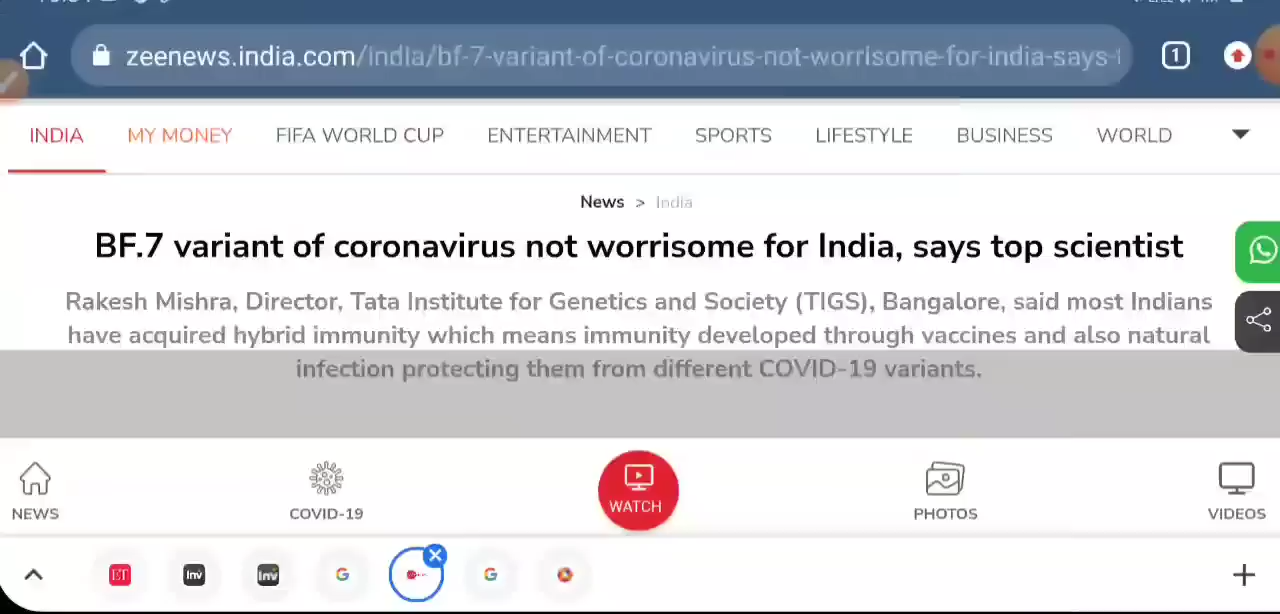 zeenews.india.com/india/bf-7-variant-of-coronavirus-not-worrisome-for-india-says-
1
INDIA MY MONEY FIFA WORLD CUP ENTERTAINMENT SPORTS LIFESTYLE BUSINESS WORLD
News > India
BF.7 variant of coronavirus not worrisome for India, says top scientist
Rakesh Mishra, Director, Tata Institute for Genetics and Society (TIGS), Bangalore, said most Indians
have acquired hybrid immunity which means immunity developed through vaccines and also natural
infection protecting them from different COVID-19 variants.
NEWS COVID-19 WATCH PHOTOS VIDEOS
ET Inv Inv G G